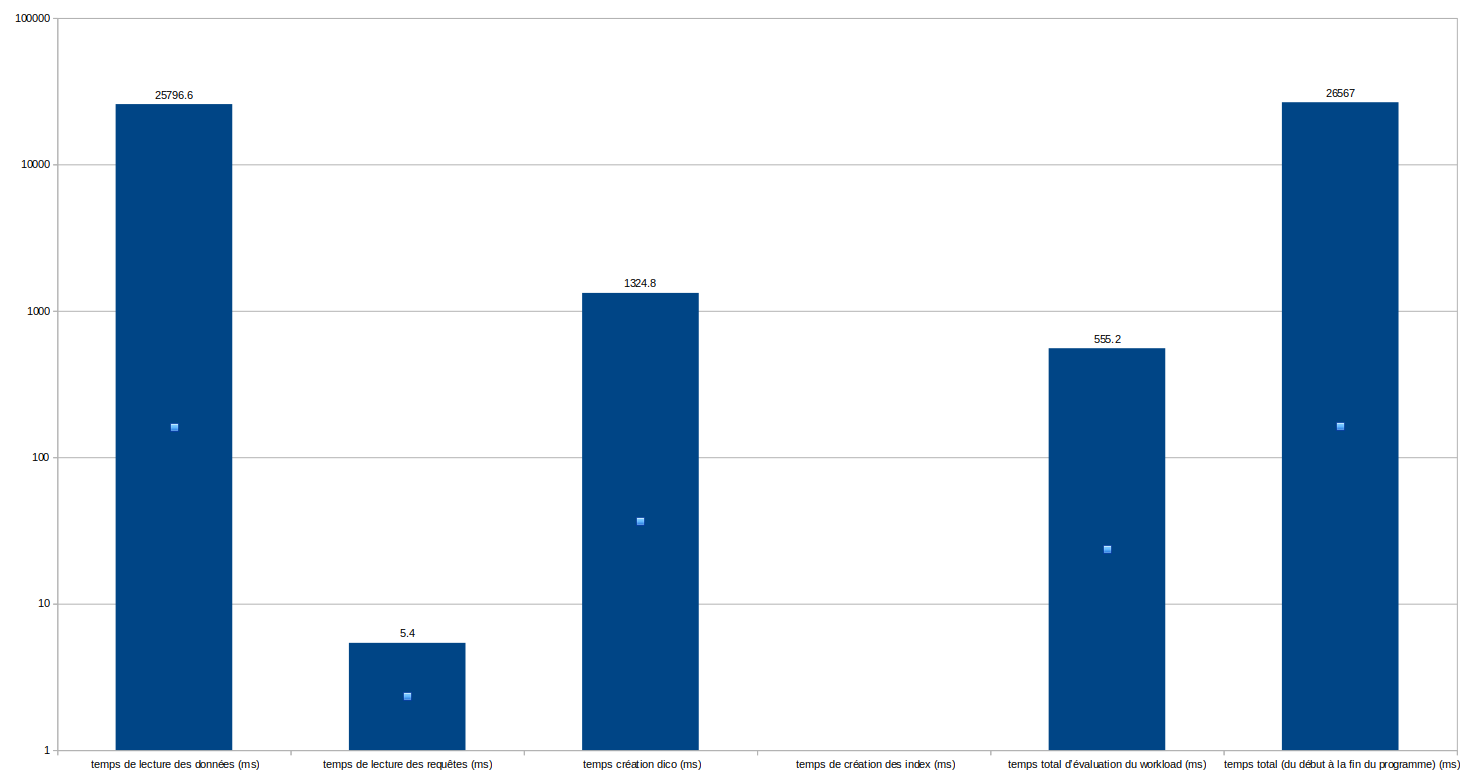 100000
10000
1000
100
10
1
25796.6
5.4
1324.8
555.2
26567
temps de lecture des données (ms)
temps de lecture des requêtes (ms)
temps création dico (ms)
temps de création des index (ms)
temps total d'évaluation du workload (ms)
temps total (du début à la fin du programme) (ms)